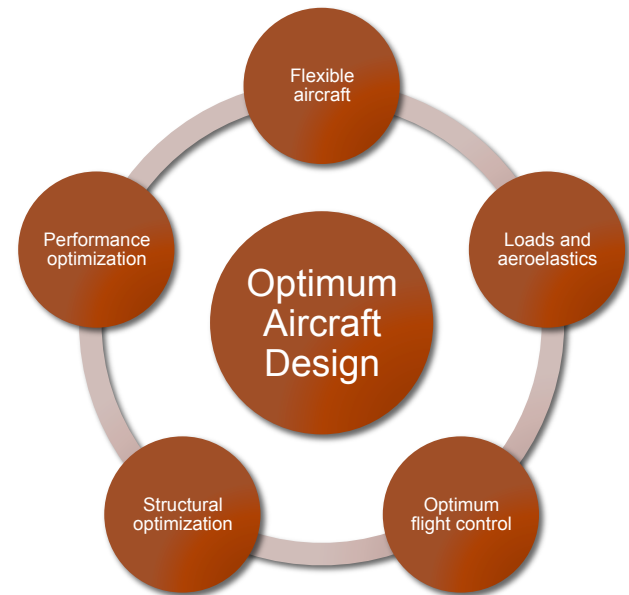 Flexible
aircraft
Performance
optimization
Loads and
aeroelastics
Optimum
Aircraft
Design
Structural
optimization
Optimum
flight control